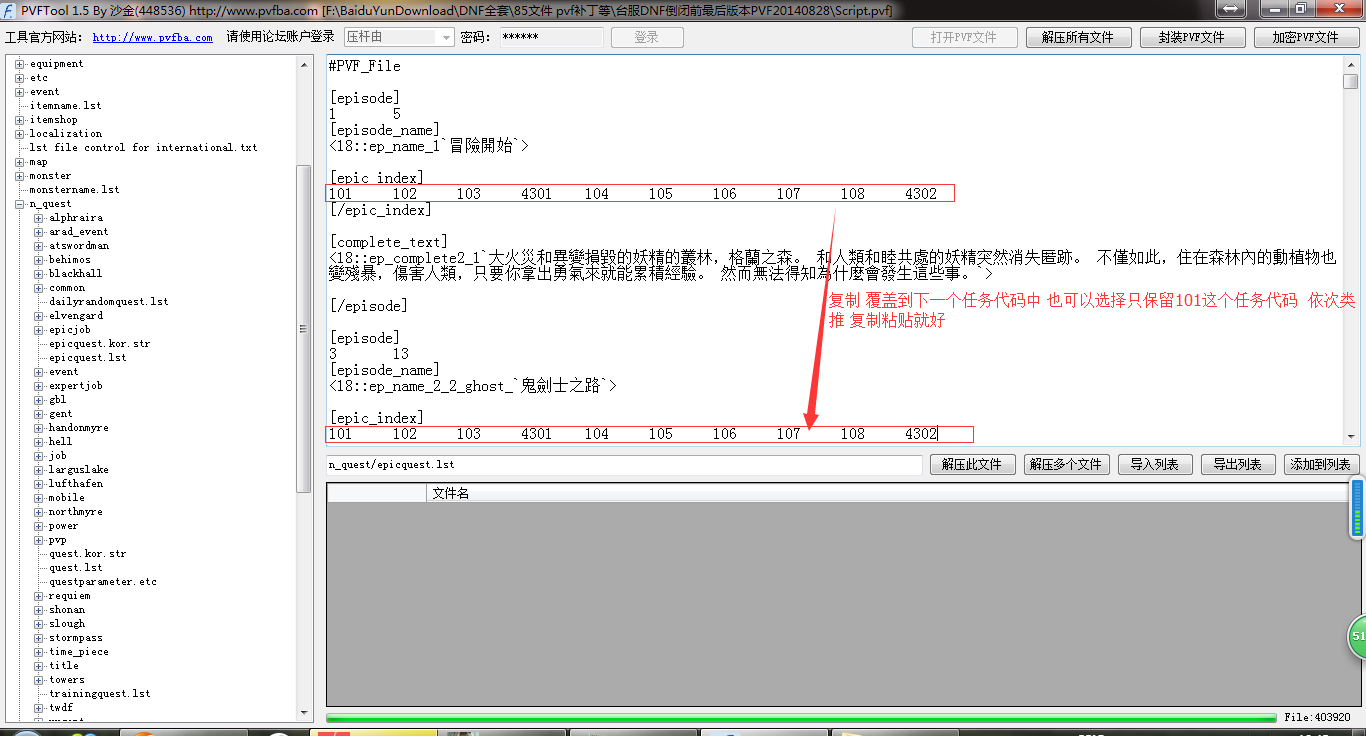 PVFTool 1.5 By 沙金(448536) http://www.pvfba.com [F:\BaiduYunDownload\DNF全套\85文件 pvf补丁等\台服DNF倒闭前最后版本PVF20140828\Script.pvf]
工具官方网站: http://www.pvfba.com 请使用论坛账户登录 压杆由 密码: ****** 登录 打开PVF文件 解压所有文件 封装PVF文件 加密PVF文件
equipment
etc
event
itemname.lst
itemshop
localization
lst file control for international.txt
map
monster
monstername.lst
n_quest
alphraira
arad_event
atswordman
behimos
blackhall
common
dailyrandomquest.lst
elvengard
epicjob
epicquest.kor.str
epicquest.lst
event
expertjob
gbl
gent
handonmyre
hell
job
larguslake
lufthafen
mobile
northmyre
power
pvp
quest.kor.str
quest.lst
questparameter.etc
requiem
shonan
slough
stormpass
time_piece
title
towers
trainingquest.lst
twdf
#PVF_File
[episode]
1 5
[episode_name]
<18::ep_name_1`冒險開始`>
[epic_index]
101 102 103 4301 104 105 106 107 108 4302
[/epic_index]
[complete_text]
<18::ep_complete2_1`大火災和異變損毀的妖精的叢林，格蘭之森。 和人類和睦共處的妖精突然消失匿跡。 不僅如此，住在森林內的動植物也
變殘暴，傷害人類，只要你拿出勇氣來就能累積經驗。 然而無法得知為什麼會發生這些事。`>
复制 覆盖到下一个任务代码中 也可以选择只保留101这个任务代码 依次类
推 复制粘贴就好
[/episode]
[episode]
3 13
[episode_name]
<18::ep_name_2_2_ghost_`鬼劍士之路`>
[epic_index]
101 102 103 4301 104 105 106 107 108 4302
n_quest/epicquest.lst 解压此文件 解压多个文件 导入列表 导出列表 添加到列表
文件名
51
File:403920